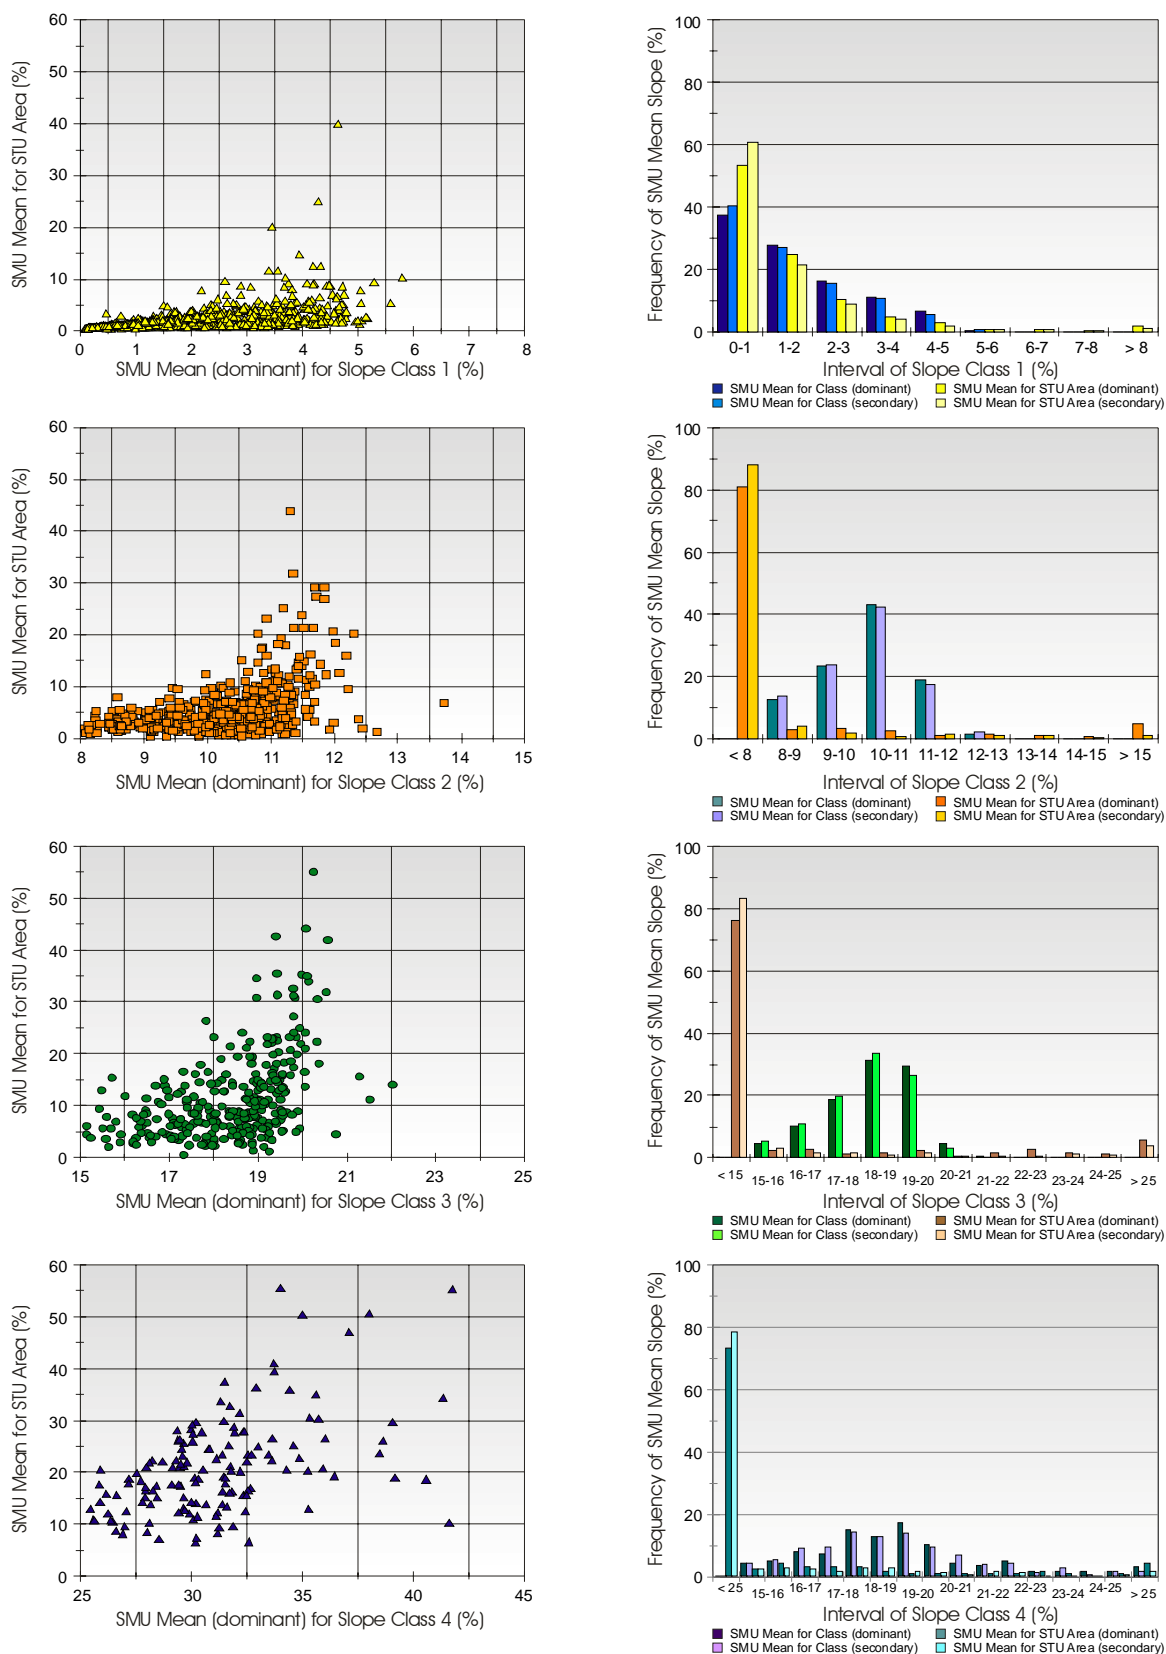 60
50
40
30
20
10
0
SMU Mean for STU Area (%)
0 1 2 3 4 5 6 7 8
SMU Mean (dominant) for Slope Class 1 (%)
100
80
60
40
20
0
Frequency of SMU Mean Slope (%)
0-1 1-2 2-3 3-4 4-5 5-6 6-7 7-8 > 8
Interval of Slope Class 1 (%)
SMU Mean for Class (dominant) SMU Mean for STU Area (dominant)
SMU Mean for Class (secondary) SMU Mean for STU Area (secondary)
60
50
40
30
20
10
0
SMU Mean for STU Area (%)
8 9 10 11 12 13 14 15
SMU Mean (dominant) for Slope Class 2 (%)
100
80
60
40
20
0
Frequency of SMU Mean Slope (%)
< 8 8-9 9-10 10-11 11-12 12-13 13-14 14-15 > 15
Interval of Slope Class 2 (%)
SMU Mean for Class (dominant) SMU Mean for STU Area (dominant)
SMU Mean for Class (secondary) SMU Mean for STU Area (secondary)
60
50
40
30
20
10
0
SMU Mean for STU Area (%)
15 17 19 21 23 25
SMU Mean (dominant) for Slope Class 3 (%)
100
80
60
40
20
0
Frequency of SMU Mean Slope (%)
< 15 15-16 16-17 17-18 18-19 19-20 20-21 21-22 22-23 23-24 24-25 > 25
Interval of Slope Class 3 (%)
SMU Mean for Class (dominant) SMU Mean for STU Area (dominant)
SMU Mean for Class (secondary) SMU Mean for STU Area (secondary)
60
50
40
30
20
10
0
SMU Mean for STU Area (%)
25 30 35 40 45
SMU Mean (dominant) for Slope Class 4 (%)
100
80
60
40
20
0
Frequency of SMU Mean Slope (%)
< 25 15-16 16-17 17-18 18-19 19-20 20-21 21-22 22-23 23-24 24-25 > 25
Interval of Slope Class 4 (%)
SMU Mean for Class (dominant) SMU Mean for STU Area (dominant)
SMU Mean for Class (secondary) SMU Mean for STU Area (secondary)